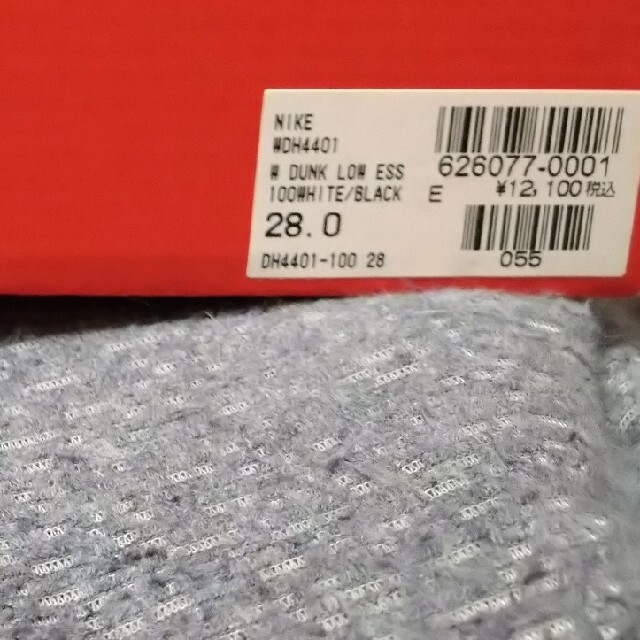 NIKE
WDH4401
W DUNK LOW ESS
100WHITE/BLACK E
28.0
DH4401-100 28
626077-0001
¥12,100税込
055